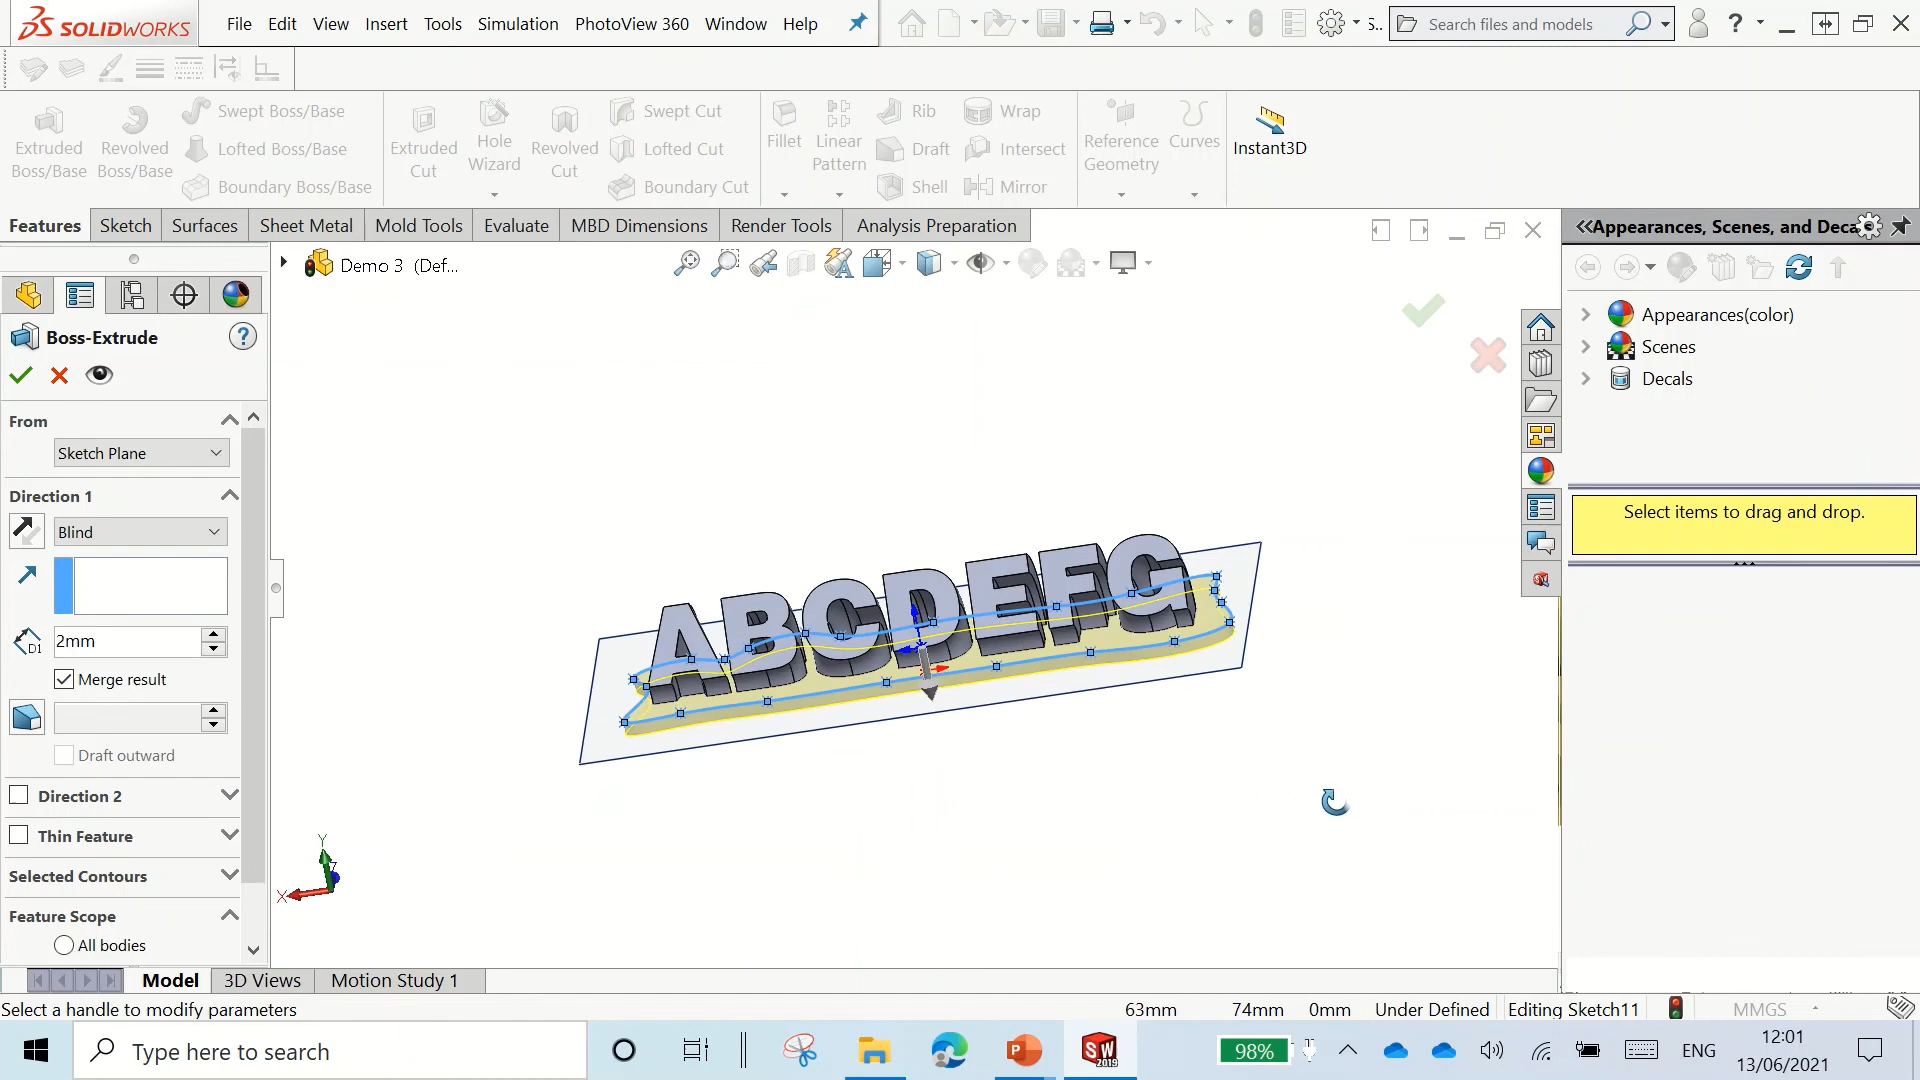 SOLIDWORKS File Edit View Insert Tools Simulation PhotoView 360 Window Help 5.. Search files and models ?
Extruded Boss/Base
Revolved Boss/Base
Swept Boss/Base
Lofted Boss/Base
Boundary Boss/Base
Extruded Cut
Hole Wizard
Revolved Cut
Swept Cut
Lofted Cut
Boundary Cut
Fillet
Linear Pattern
Rib
Draft
Shell
Wrap
Intersect
Mirror
Reference Geometry
Curves
Instant3D
Features Sketch Surfaces Sheet Metal Mold Tools Evaluate MBD Dimensions Render Tools Analysis Preparation
Demo 3 (Def...
Boss-Extrude ?
From
Sketch Plane
Direction 1
Blind
D1 2mm
Merge result
Draft outward
Direction 2
Thin Feature
Selected Contours
Feature Scope
All bodies
ABCDEFG
Y
Z
X
Appearances, Scenes, and Deca
Appearances(color)
Scenes
Decals
Select items to drag and drop.
Model 3D Views Motion Study 1
Select a handle to modify parameters 63mm 74mm 0mm Under Defined Editing Sketch11 MMGS
Type here to search P SW 2019 98% ENG 12:01
13/06/2021